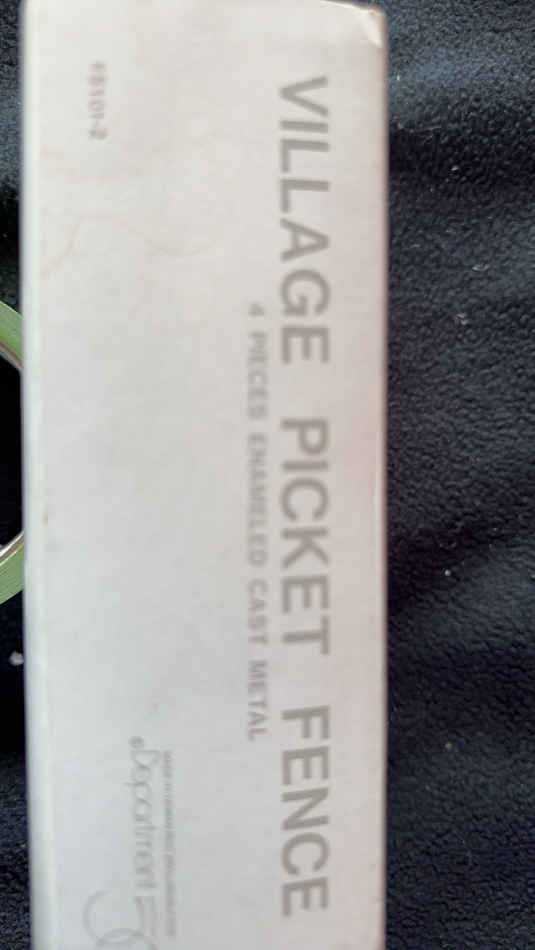 VILLAGE PICKET FENCE
4 PIECES ENAMELED CAST METAL
Department